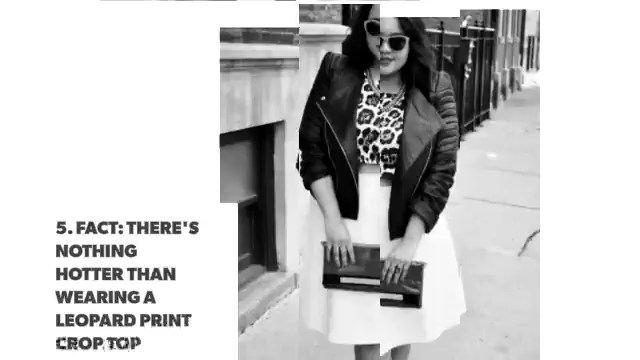 5. FACT: THERE'S
NOTHING
HOTTER THAN
WEARING A
LEOPARD PRINT
CROP TOP